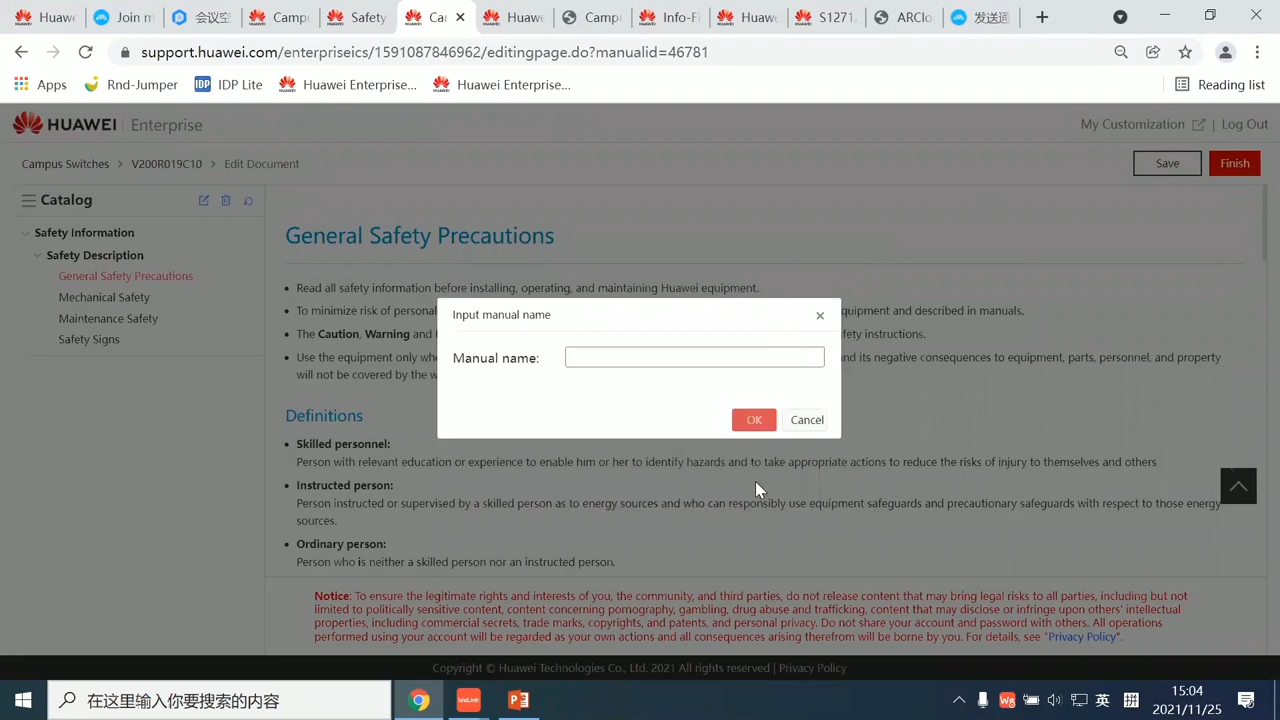 Huawe
Join m
会议空
Campu
Safety
Car
Huawe
Campu
Info-Fi
Huawe
S1271
ARClo
发送通
support.huawei.com/enterpriseics/1591087846962/editingpage.do?manualid=46781
Apps
Rnd-Jumper
IDP
IDP Lite
Huawei Enterprise...
Huawei Enterprise...
Reading list
HUAWEI | Enterprise
My Customization | Log Out
Campus Switches > V200R019C10 > Edit Document
Save
Finish
Catalog
Safety Information
Safety Description
General Safety Precautions
Mechanical Safety
Maintenance Safety
Safety Signs
General Safety Precautions
Read all safety information before installing, operating, and maintaining Huawei equipment.
To minimize risk of personal
quipment and described in manuals.
The Caution, Warning and
fety instructions.
Use the equipment only whe
and its negative consequences to equipment, parts, personnel, and property
will not be covered by the w
Input manual name
Manual name:
OK
Cancel
Definitions
Skilled personnel:
Person with relevant education or experience to enable him or her to identify hazards and to take appropriate actions to reduce the risks of injury to themselves and others
Instructed person:
Person instructed or supervised by a skilled person as to energy sources and who can responsibly use equipment safeguards and precautionary safeguards with respect to those energy
sources.
Ordinary person:
Person who is neither a skilled person nor an instructed person.
Notice: To ensure the legitimate rights and interests of you, the community, and third parties, do not release content that may bring legal risks to all parties, including but not
limited to politically sensitive content, content concerning pornography, gambling, drug abuse and trafficking, content that may disclose or infringe upon others' intellectual
properties, including commercial secrets, trade marks, copyrights, and patents, and personal privacy. Do not share your account and password with others. All operations
performed using your account will be regarded as your own actions and all consequences arising therefrom will be borne by you. For details, see "Privacy Policy".
Copyright © Huawei Technologies Co., Ltd. 2021 All rights reserved | Privacy Policy
在这里输入你要搜索的内容
WeLink
英
拼
15:04
2021/11/25